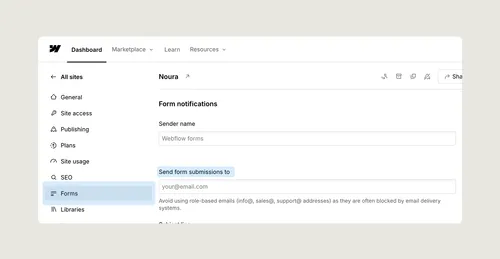 Dashboard
Marketplace
Learn
Resources
All sites
Noura
Sha
General
Site access
Publishing
Plans
Site usage
SEO
Forms
Libraries
Form notifications
Sender name
Webflow forms
Send form submissions to
your@email.com
Avoid using role-based emails (info@, sales@, support@ addresses) as they are often blocked by email delivery
systems.